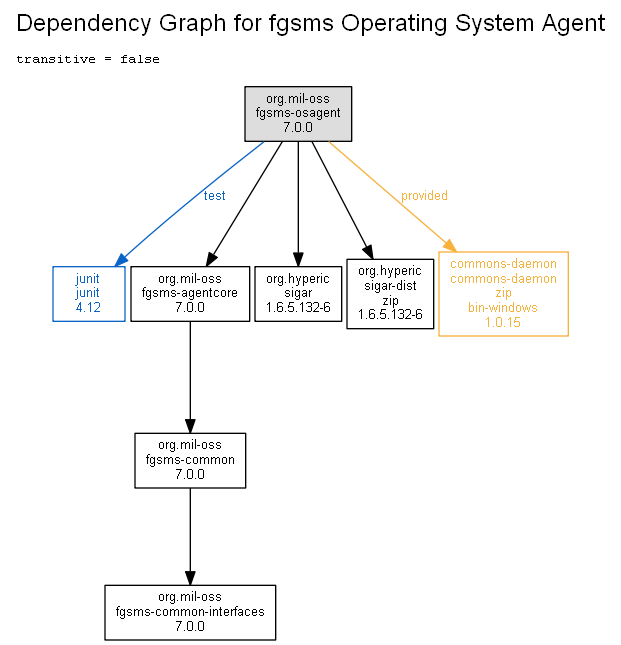 Dependency Graph for fgsms Operating System Agent
transitive = false
org.mil-oss
fgsms-osagent
7.0.0
test
provided
junit
junit
4.12
org.mil-oss
fgsms-agentcore
7.0.0
org.hyperic
sigar
1.6.5.132-6
org.hyperic
sigar-dist
zip
1.6.5.132-6
commons-daemon
commons-daemon
zip
bin-windows
1.0.15
org.mil-oss
fgsms-common
7.0.0
org.mil-oss
fgsms-common-interfaces
7.0.0